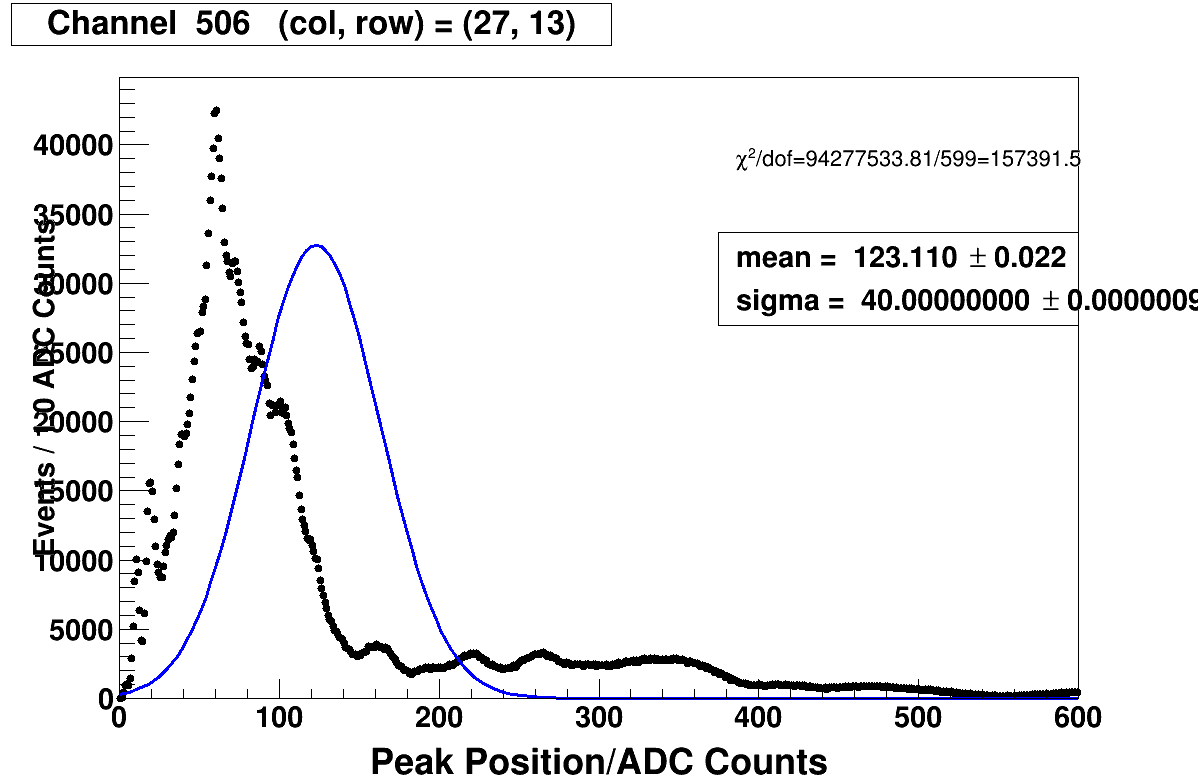 Channel 506 (col, row) = (27, 13)
χ²/dof=94277533.81/599=157391.5
mean = 123.110 ± 0.022
sigma = 40.00000000 ± 0.0000009
Events / 10 ADC Counts
40000
35000
30000
25000
20000
15000
10000
5000
0
0 100 200 300 400 500 600
Peak Position/ADC Counts